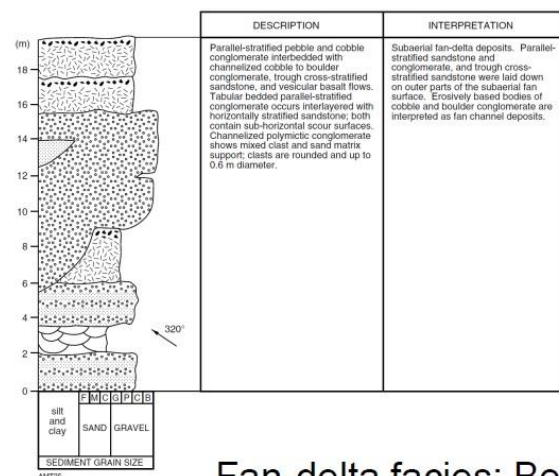 DESCRIPTION
INTERPRETATION
(m)
18
16
14
12
10
8
6
4
2
0
320°
Parallel-stratified pebble and cobble
conglomerate interbedded with
channelized cobble to boulder
conglomerate, trough cross-stratified
sandstone, and vesicular basalt flows.
Tabular bedded parallel-stratified
conglomerate occurs interlayered with
horizontally stratified sandstone; both
contain sub-horizontal scour surfaces.
Channelized polymictic conglomerate
shows mixed clast and sand matrix
support; clasts are rounded and up to
0.6 m diameter.
Subaerial fan-delta deposits. Parallel-
stratified sandstone and
conglomerate, and trough cross-
stratified sandstone were laid down
on outer parts of the subaerial fan
surface. Erosively based bodies of
cobble and boulder conglomerate are
interpreted as fan channel deposits.
F M C G P C B
silt
and
clay
SAND
GRAVEL
SEDIMENT GRAIN SIZE